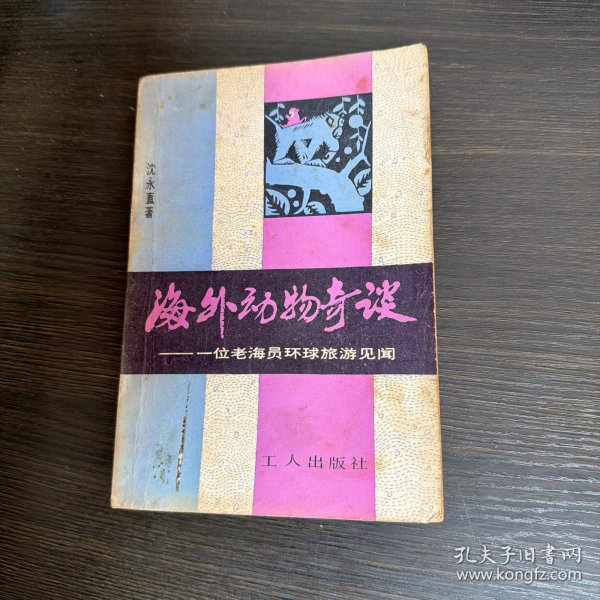 沈永直著
海外动物奇谈
——一位老海员环球旅游见闻
工人出版社
孔夫子旧书网
www.kongfz.com